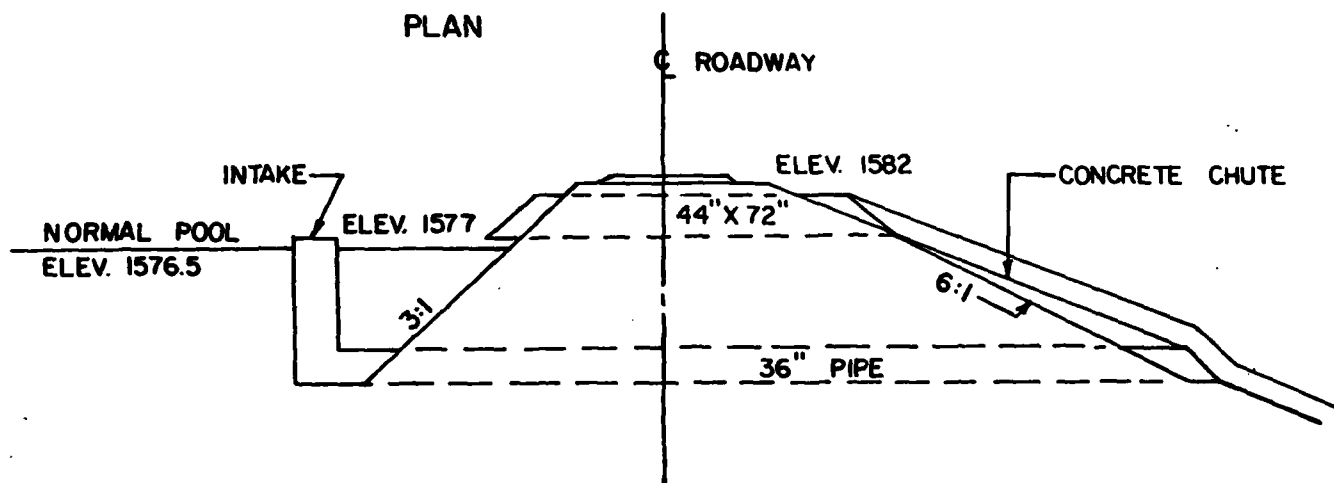 PLAN
℄ ROADWAY
INTAKE
ELEV. 1582
CONCRETE CHUTE
44" X 72"
NORMAL POOL
ELEV. 1577
ELEV. 1576.5
3:1
6:1
36" PIPE